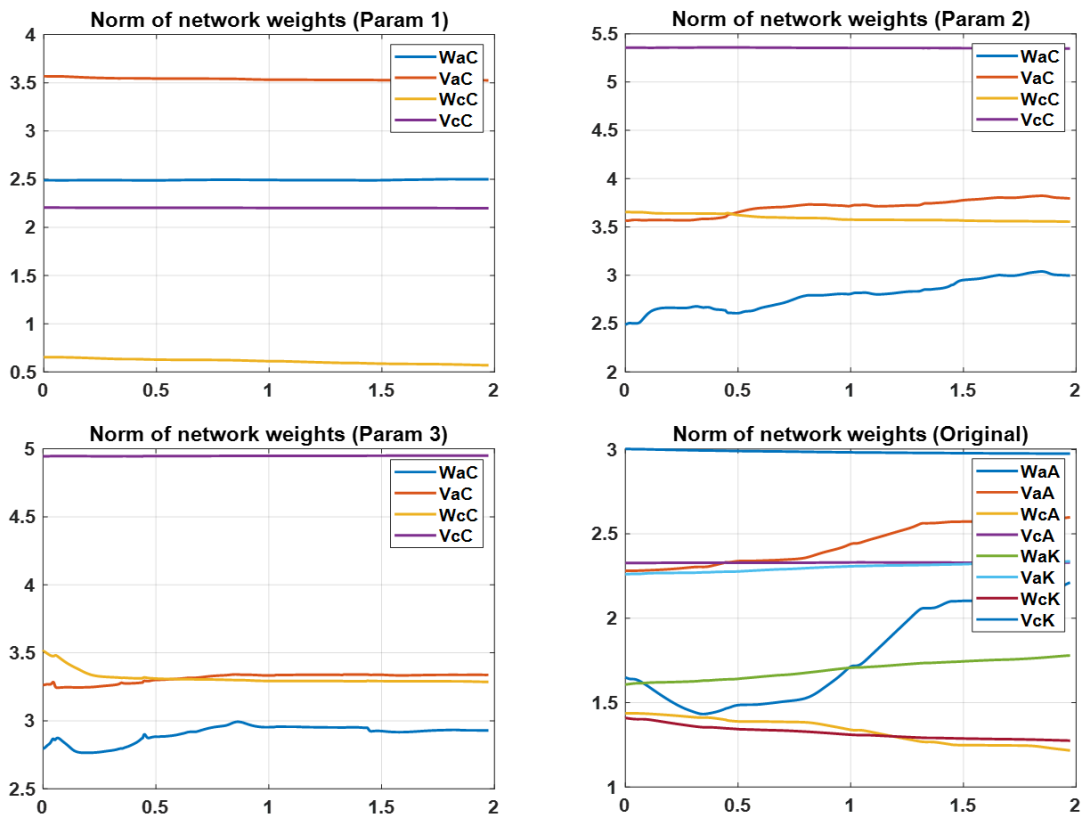 Norm of network weights (Param 1)
4
3.5
3
2.5
2
1.5
1
0.5
0
0.5
1
1.5
2
WaC
VaC
WcC
VcC
Norm of network weights (Param 2)
5.5
5
4.5
4
3.5
3
2.5
2
0
0.5
1
1.5
2
WaC
VaC
WcC
VcC
Norm of network weights (Param 3)
5
4.5
4
3.5
3
2.5
0
0.5
1
1.5
2
WaC
VaC
WcC
VcC
Norm of network weights (Original)
3
2.5
2
1.5
1
0
0.5
1
1.5
2
WaA
VaA
WcA
VcA
WaK
VaK
WcK
VcK